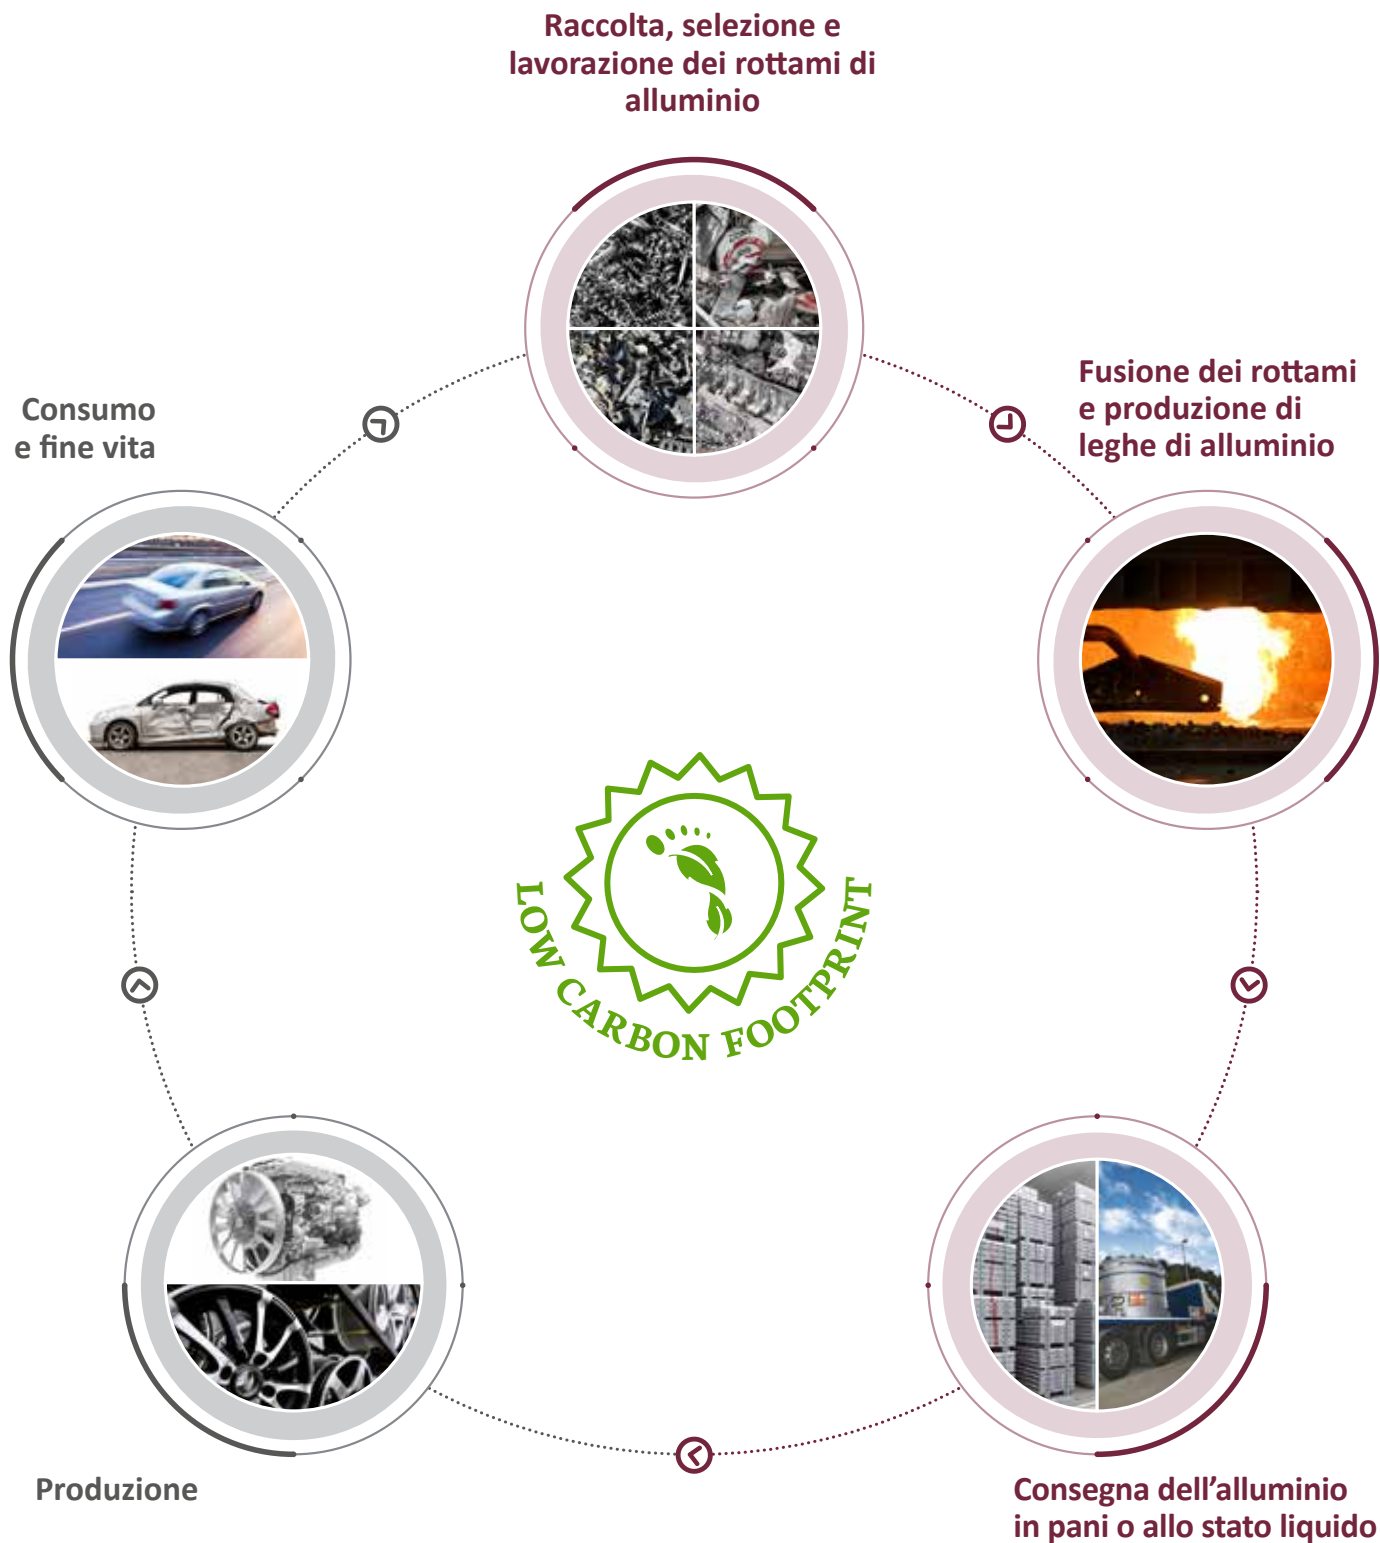 Raccolta, selezione e
lavorazione dei rottami di
alluminio
Fusione dei rottami
e produzione di
leghe di alluminio
Consumo
e fine vita
LOW CARBON FOOTPRINT
Produzione
Consegna dell’alluminio
in pani o allo stato liquido